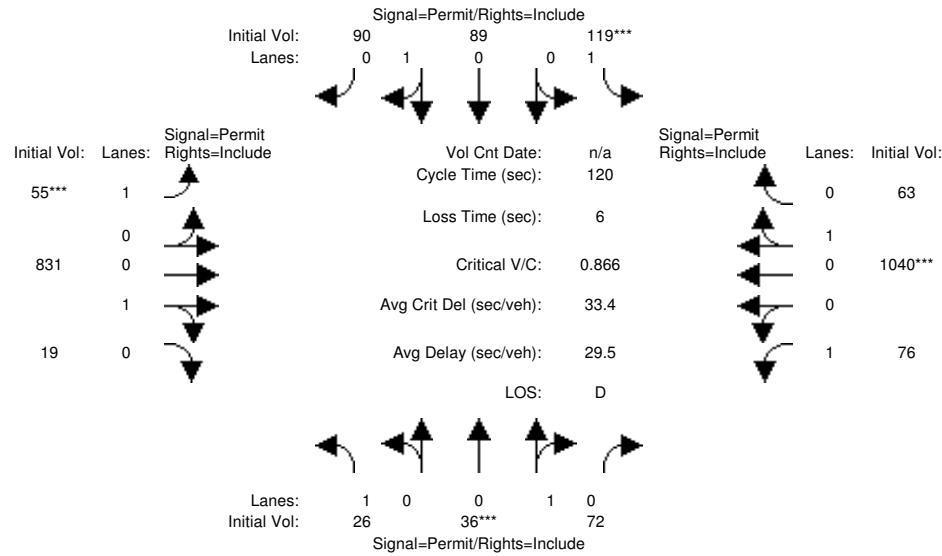 Signal=Permit/Rights=Include
Initial Vol: 90 89 119***
Lanes: 0 1 0 0 1
Signal=Permit Signal=Permit
Initial Vol: Lanes: Rights=Include Vol Cnt Date: n/a Rights=Include Lanes: Initial Vol:
Cycle Time (sec): 120
55*** 1 0 63
Loss Time (sec): 6
0 1
831 0 Critical V/C: 0.866 0 1040***
1 Avg Crit Del (sec/veh): 33.4 0
19 0 Avg Delay (sec/veh): 29.5 1 76
LOS: D
Lanes: 1 0 0 1 0
Initial Vol: 26 36*** 72
Signal=Permit/Rights=Include